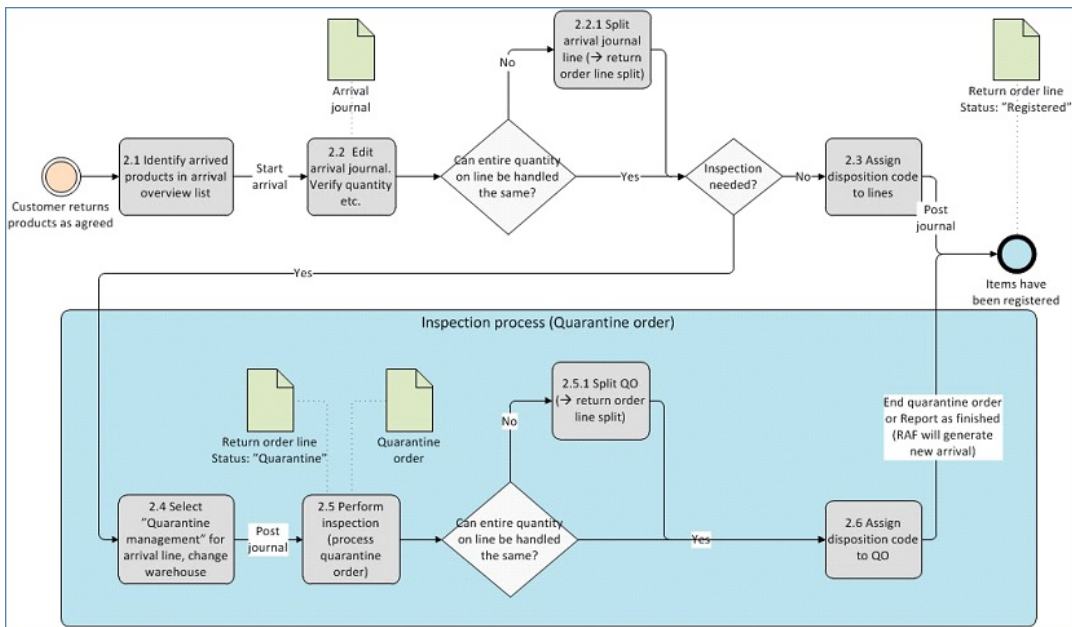 2.2.1 Split
arrival journal
line (→ return
order line split)
No
Arrival
journal
Return order line
Status: "Registered"
2.1 Identify arrived
products in arrival
overview list
Start
arrival
2.2 Edit
arrival journal.
Verify quantity
etc.
Can entire quantity
on line be handled
the same?
Yes
Inspection
needed?
No
2.3 Assign
disposition code
to lines
Post
journal
Customer returns
products as agreed
Items have
been registered
Yes
Inspection process (Quarantine order)
2.5.1 Split QO
(→ return order
line split)
No
End quarantine order
or Report as finished
(RAF will generate
new arrival)
Return order line
Status: "Quarantine"
Quarantine
order
2.4 Select
"Quarantine
management" for
arrival line, change
warehouse
Post
journal
2.5 Perform
inspection
(process
quarantine
order)
Can entire quantity
on line be handled
the same?
Yes
2.6 Assign
disposition code
to QO